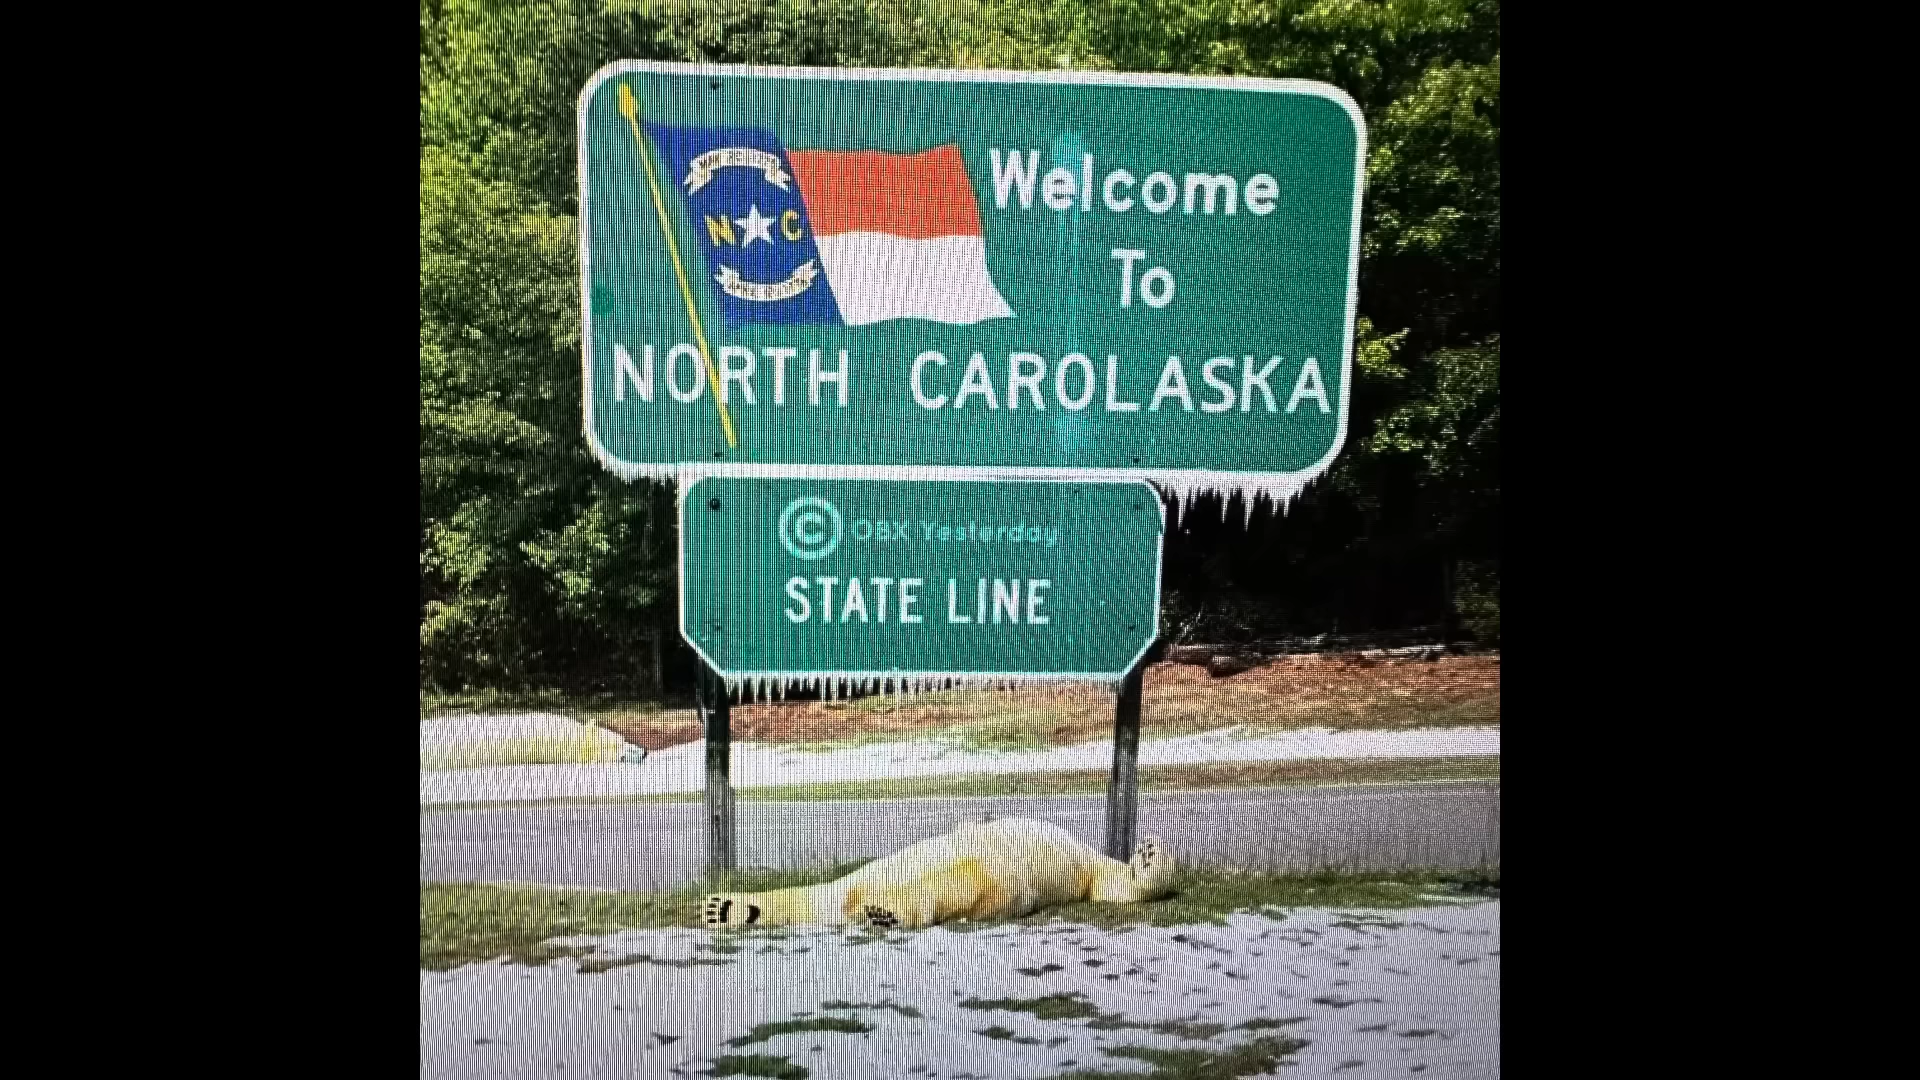 N C
Welcome
To
NORTH CAROLASKA
© OBX Yesterday
STATE LINE